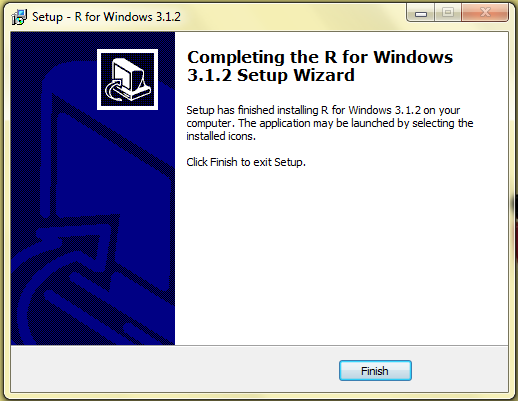 Setup - R for Windows 3.1.2
Completing the R for Windows
3.1.2 Setup Wizard
Setup has finished installing R for Windows 3.1.2 on your
computer. The application may be launched by selecting the
installed icons.
Click Finish to exit Setup.
Finish